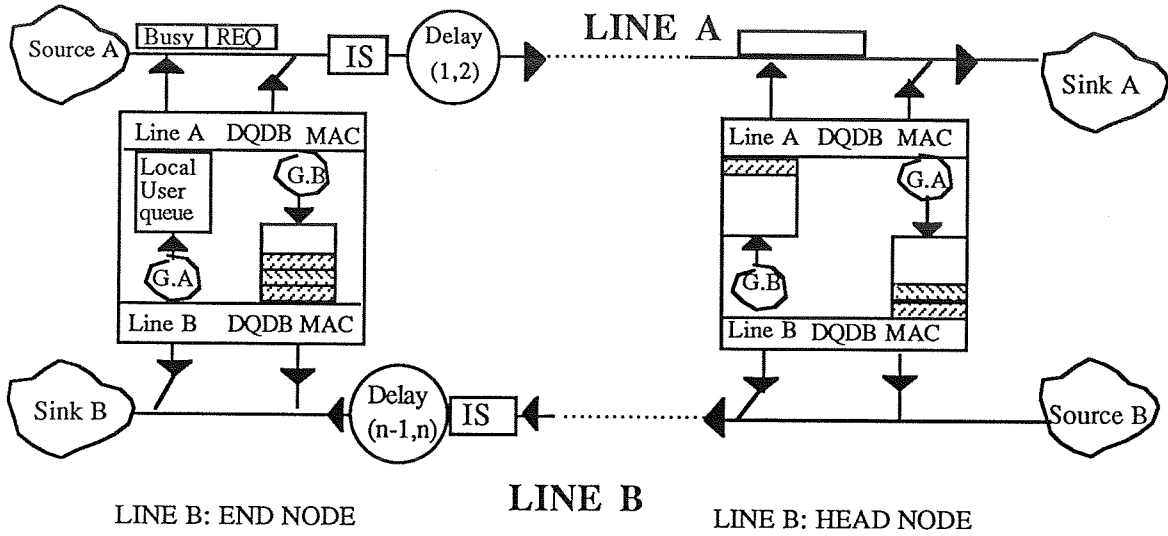 Source A
Busy REQ
IS
Delay
(1,2)
LINE A
Sink A
Line A DQDB MAC
Local
User
queue
G.B
G.A
Line B DQDB MAC
Line A DQDB MAC
G.A
G.B
Line B DQDB MAC
Sink B
Delay
(n-1,n)
IS
Source B
LINE B
LINE B: END NODE
LINE B: HEAD NODE